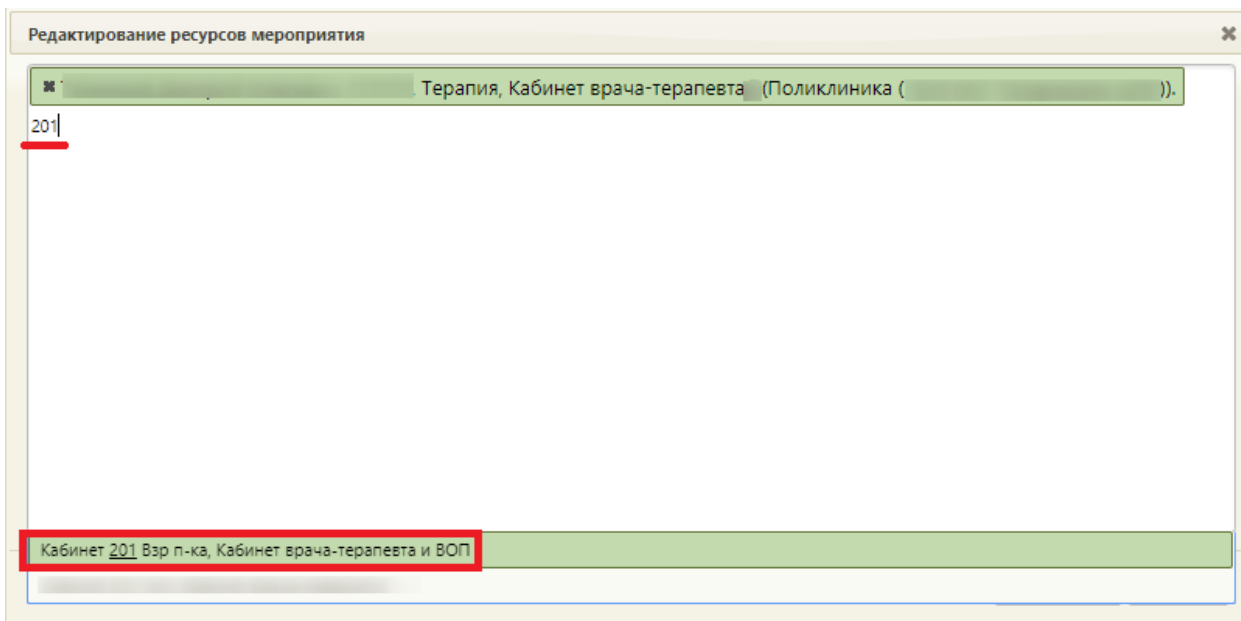 Редактирование ресурсов мероприятия
Терапия, Кабинет врача-терапевта (Поликлиника ( )).
201
Кабинет 201 Взр п-ка, Кабинет врача-терапевта и ВОП